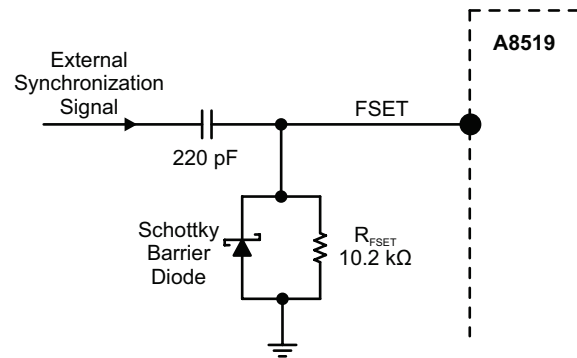 A8519
External
Synchronization
Signal
FSET
220 pF
Schottky
Barrier
Diode
RFSET
10.2 kΩ